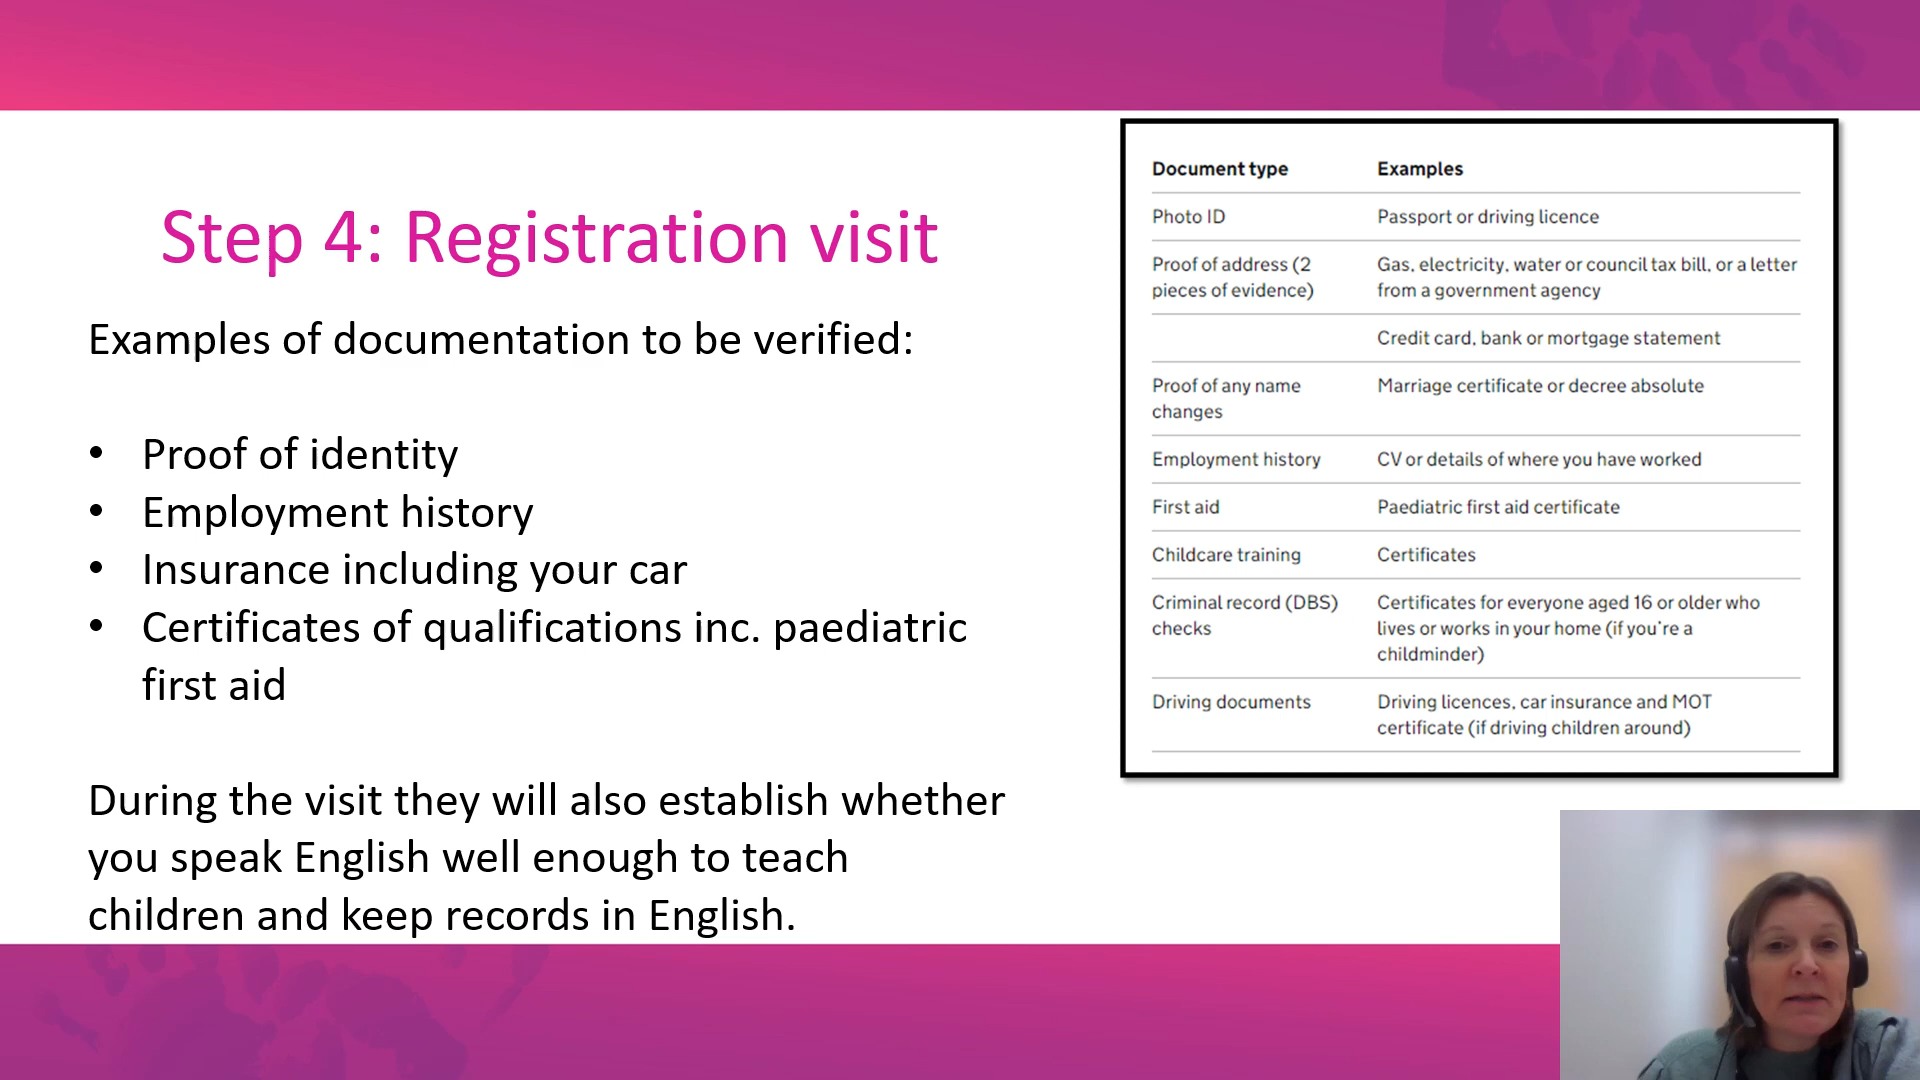 Step 4: Registration visit
Examples of documentation to be verified:
• Proof of identity
• Employment history
• Insurance including your car
• Certificates of qualifications inc. paediatric
first aid
During the visit they will also establish whether
you speak English well enough to teach
children and keep records in English.
Document type Examples
Photo ID Passport or driving licence
Proof of address (2 Gas, electricity, water or council tax bill, or a letter
pieces of evidence) from a government agency
Credit card, bank or mortgage statement
Proof of any name Marriage certificate or decree absolute
changes
Employment history CV or details of where you have worked
First aid Paediatric first aid certificate
Childcare training Certificates
Criminal record (DBS) Certificates for everyone aged 16 or older who
checks lives or works in your home (if you're a
childminder)
Driving documents Driving licences, car insurance and MOT
certificate (if driving children around)